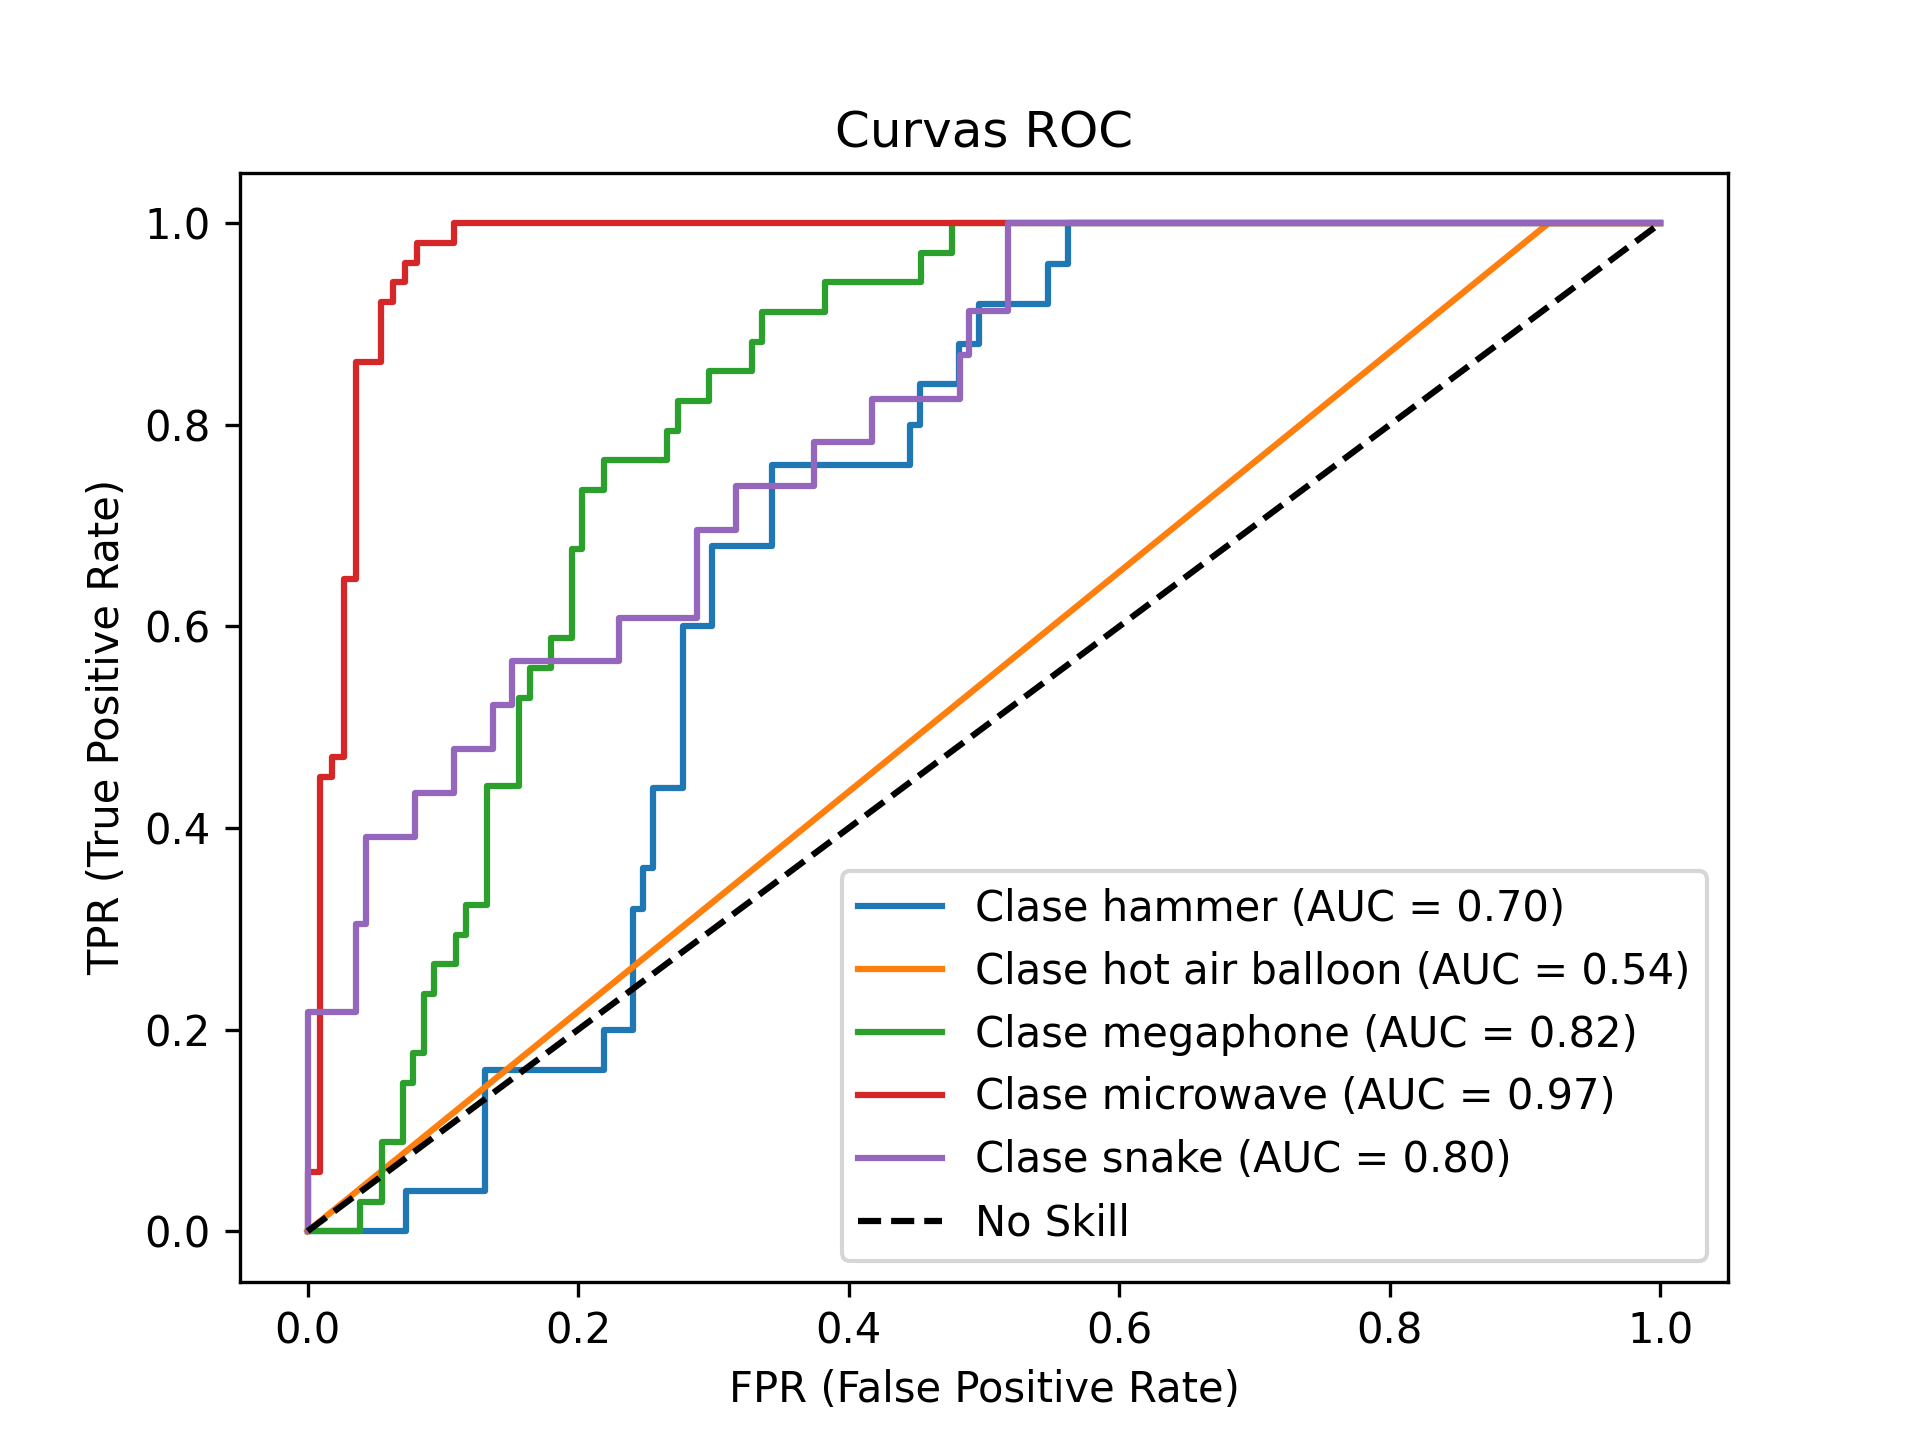 Curvas ROC
TPR (True Positive Rate)
1.0
0.8
0.6
0.4
0.2
0.0
Clase hammer (AUC = 0.70)
Clase hot air balloon (AUC = 0.54)
Clase megaphone (AUC = 0.82)
Clase microwave (AUC = 0.97)
Clase snake (AUC = 0.80)
No Skill
0.0 0.2 0.4 0.6 0.8 1.0
FPR (False Positive Rate)